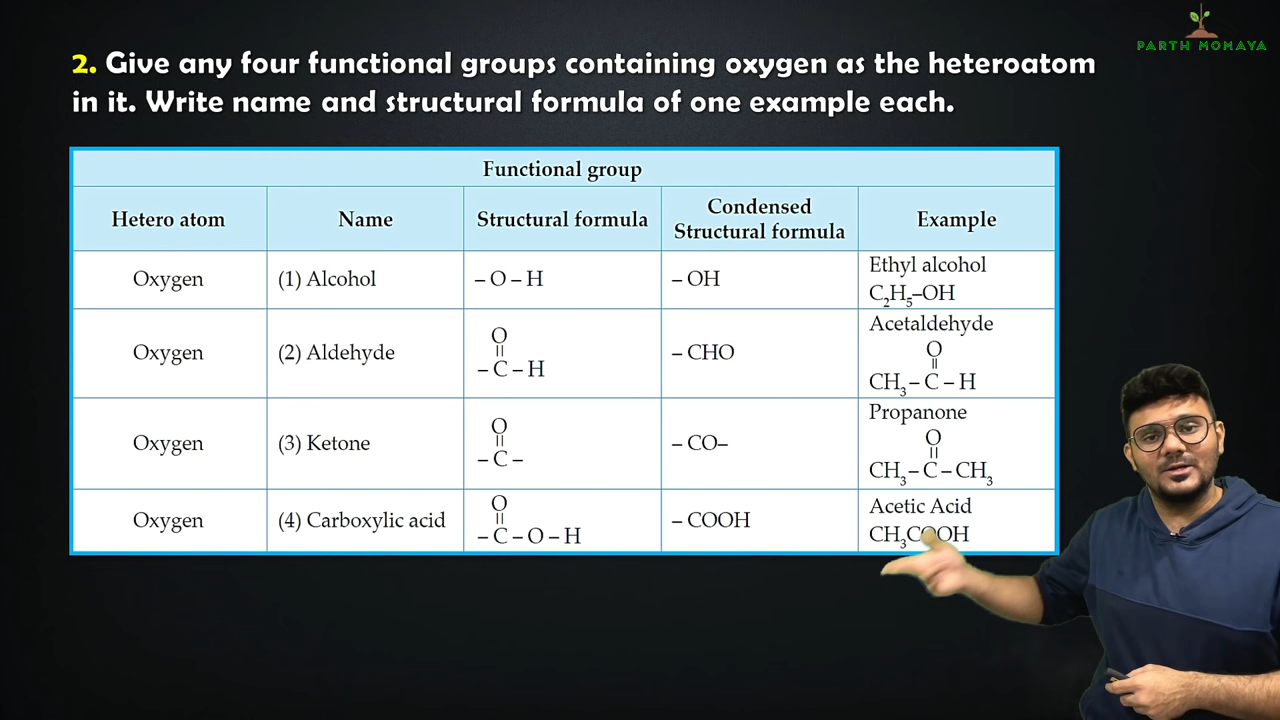 PARTH MOMAYA
2. Give any four functional groups containing oxygen as the heteroatom
in it. Write name and structural formula of one example each.
Functional group
Hetero atom
Name
Structural formula
Condensed
Structural formula
Example
Oxygen
(1) Alcohol
– O – H
– OH
Ethyl alcohol
C₂H₅–OH
Oxygen
(2) Aldehyde
O
||
– C – H
– CHO
Acetaldehyde
O
||
CH₃– C – H
Oxygen
(3) Ketone
O
||
– C –
– CO–
Propanone
O
||
CH₃– C – CH₃
Oxygen
(4) Carboxylic acid
O
||
– C – O – H
– COOH
Acetic Acid
CH₃COOH